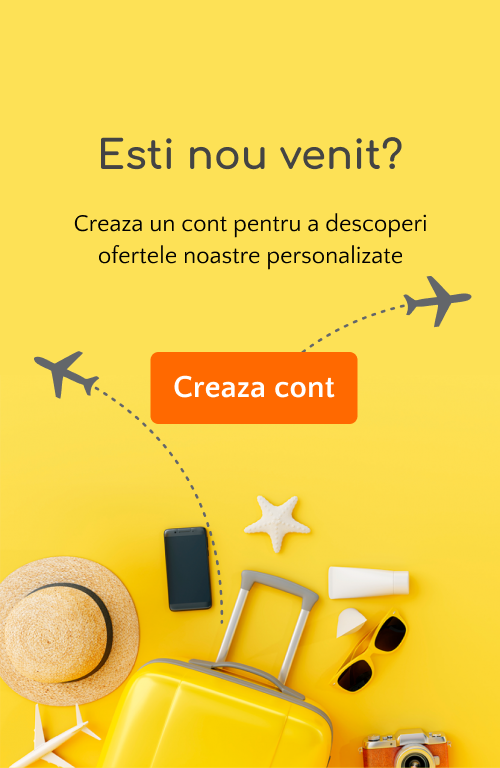 Esti nou venit?
Creaza un cont pentru a descoperi
ofertele noastre personalizate
Creaza cont